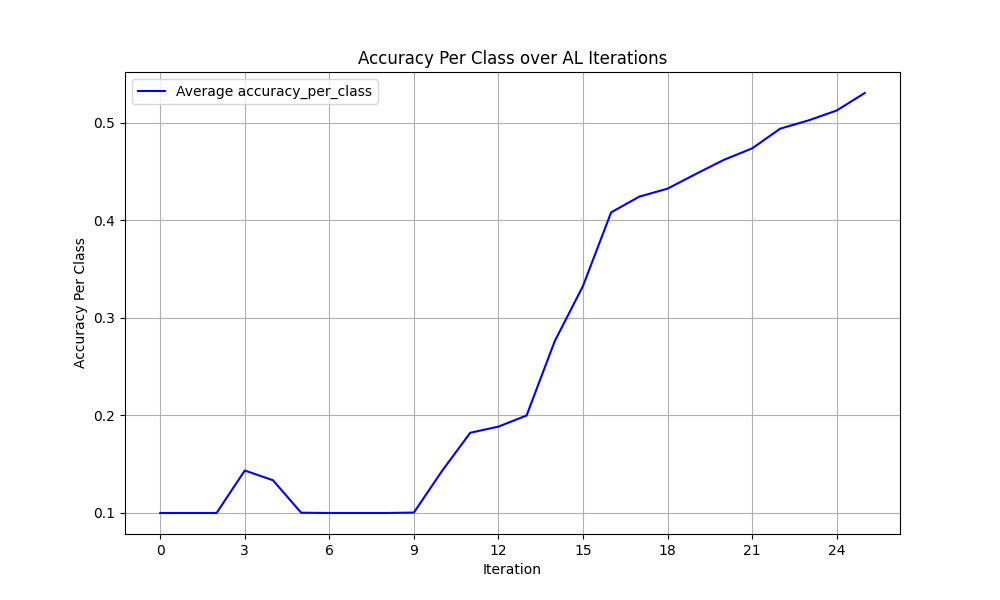 Accuracy Per Class over AL Iterations
Average accuracy_per_class
Accuracy Per Class
0.5
0.4
0.3
0.2
0.1
0 3 6 9 12 15 18 21 24
Iteration